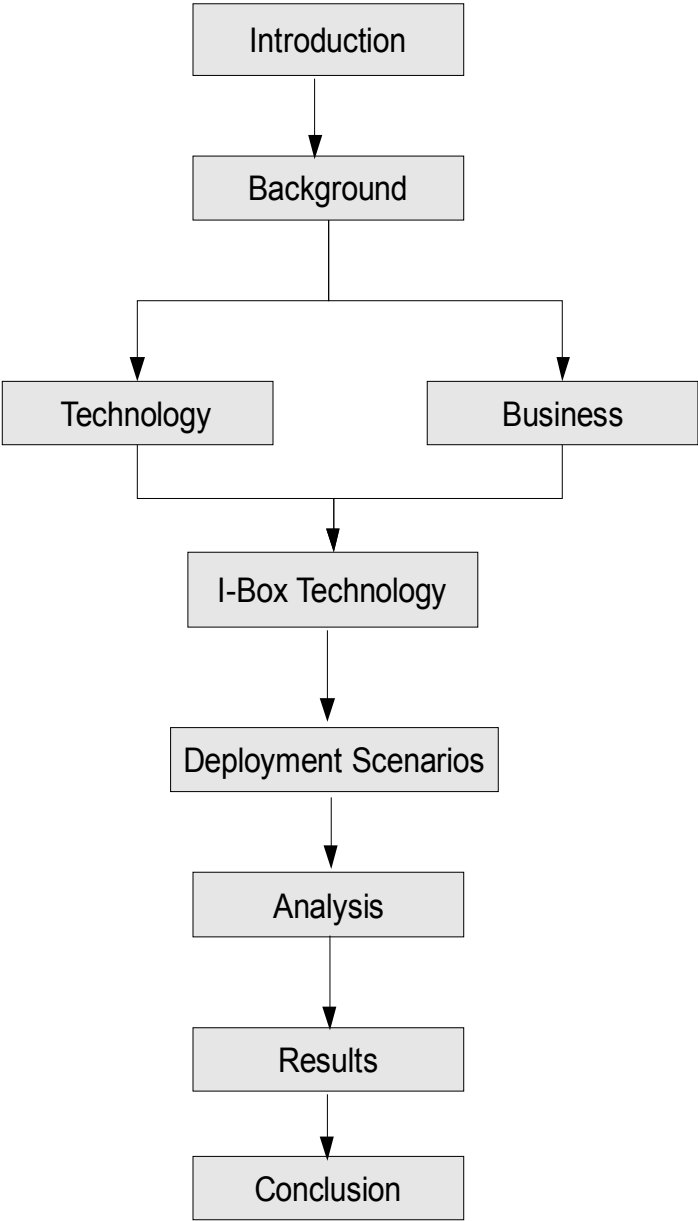 Introduction
Background
Technology
Business
I-Box Technology
Deployment Scenarios
Analysis
Results
Conclusion